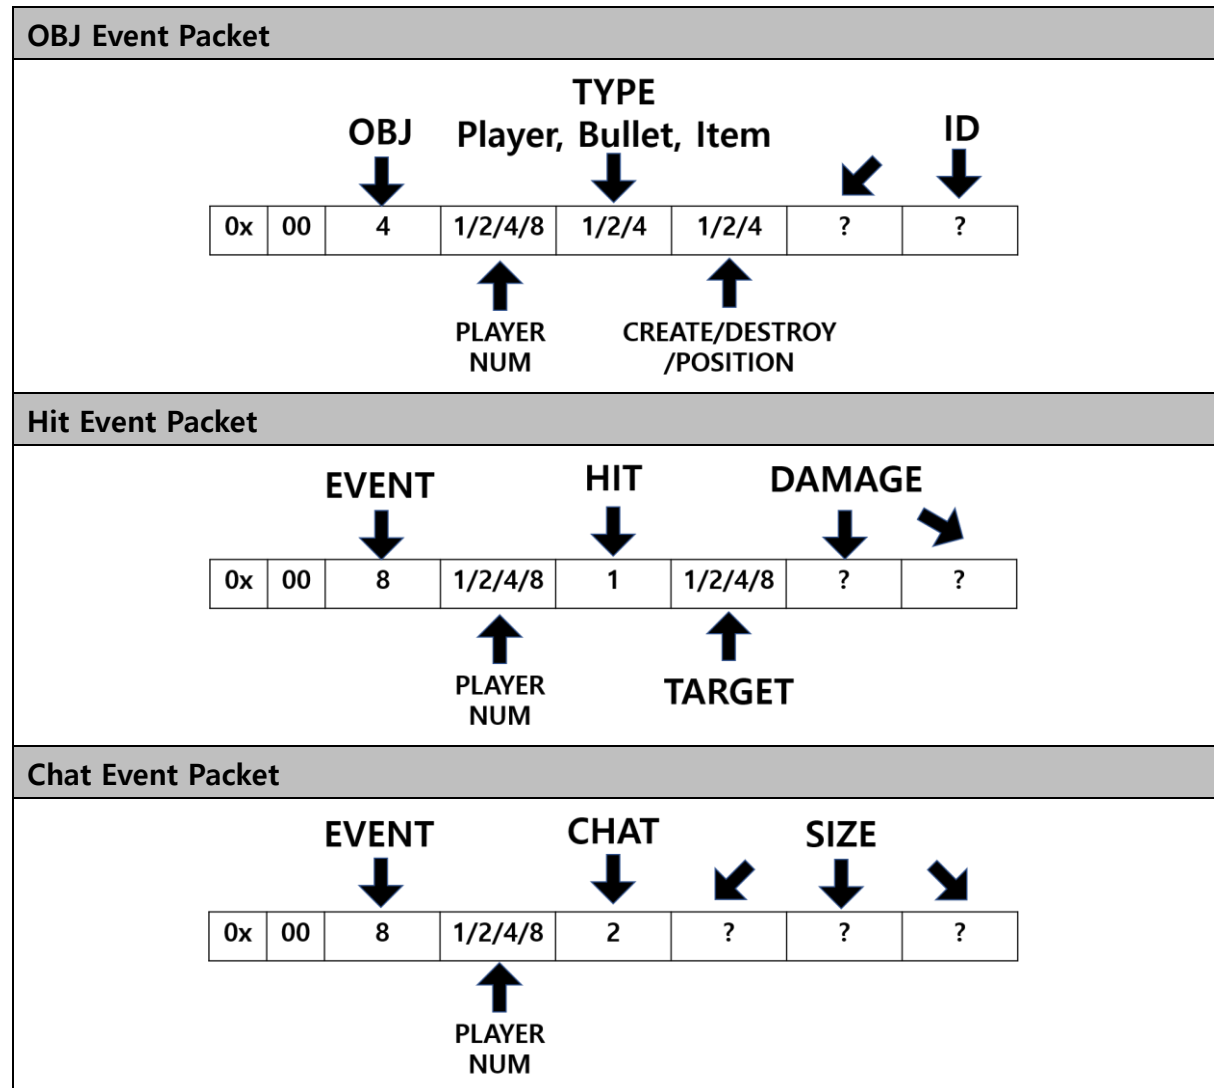 OBJ Event Packet
TYPE
OBJ Player, Bullet, Item ID
0x 00 4 1/2/4/8 1/2/4 1/2/4 ? ?
PLAYER CREATE/DESTROY
NUM /POSITION
Hit Event Packet
EVENT HIT DAMAGE
0x 00 8 1/2/4/8 1 1/2/4/8 ? ?
PLAYER TARGET
NUM
Chat Event Packet
EVENT CHAT SIZE
0x 00 8 1/2/4/8 2 ? ? ?
PLAYER
NUM